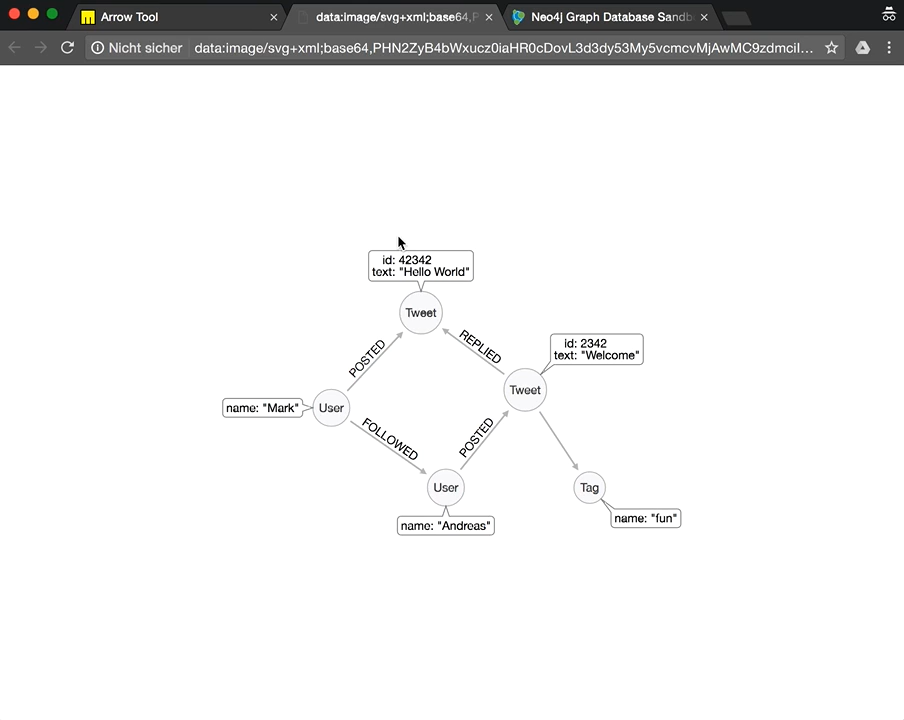 Arrow Tool
data:image/svg+xml;base64,P
Neo4j Graph Database Sandb
Nicht sicher
data:image/svg+xml;base64,PHN2ZyB4bWxucz0iaHR0cDovL3d3dy53My5vcmcvMjAwMC9zdmciI...
id: 42342
text: "Hello World"
Tweet
POSTED
REPLIED
id: 2342
text: "Welcome"
Tweet
name: "Mark"
User
FOLLOWED
POSTED
User
Tag
name: "Andreas"
name: "fun"